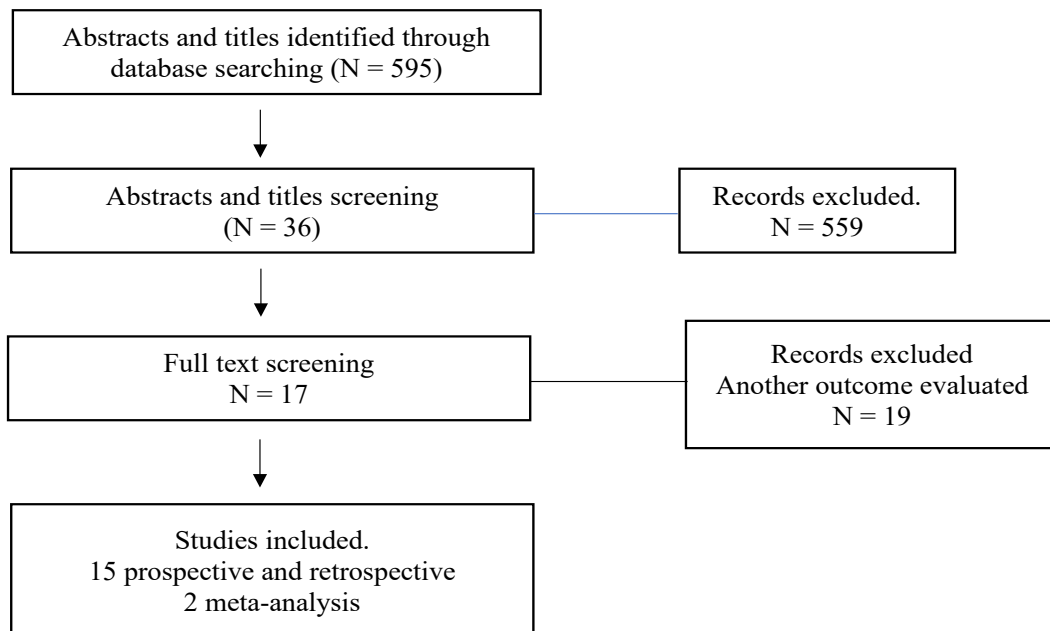 Abstracts and titles identified through
database searching (N = 595)
Abstracts and titles screening
(N = 36)
Records excluded.
N = 559
Full text screening
N = 17
Records excluded
Another outcome evaluated
N = 19
Studies included.
15 prospective and retrospective
2 meta-analysis